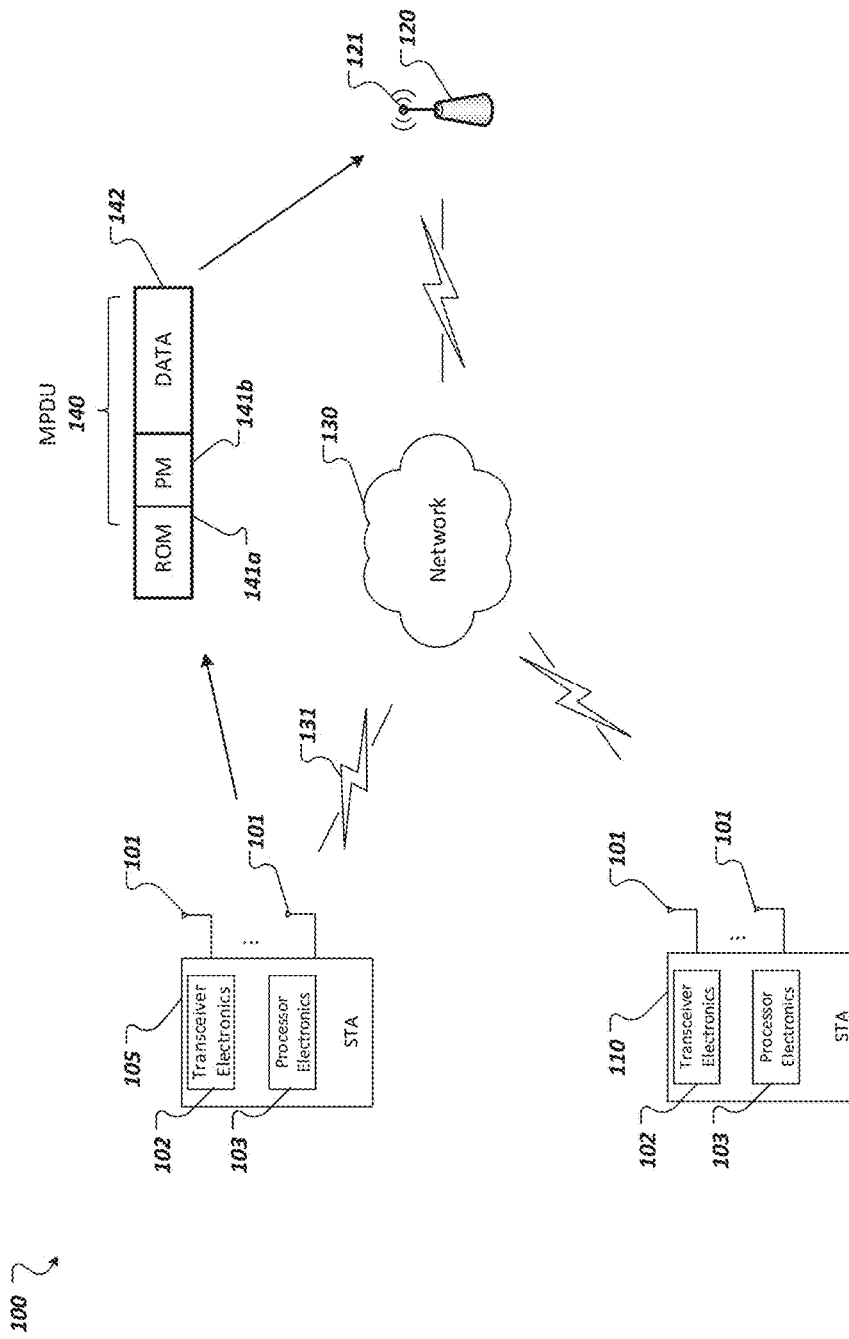 100
MPDU
140
ROM
PM
DATA
141a
141b
142
105
102
103
Transceiver
Electronics
Processor
Electronics
STA
101
...
101
131
130
Network
121
120
110
102
103
Transceiver
Electronics
Processor
Electronics
STA
101
...
101